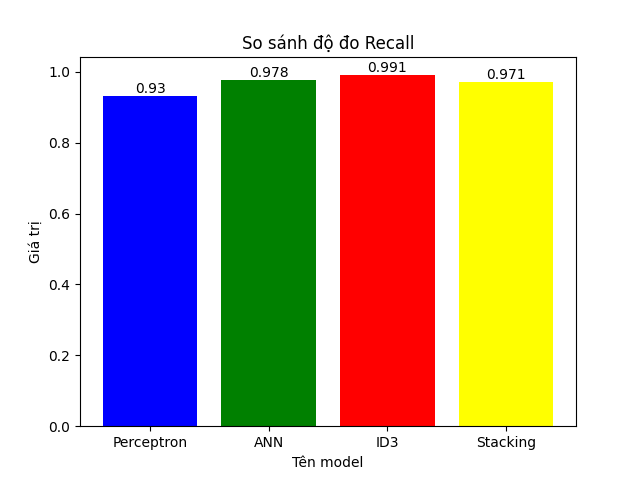 So sánh độ đo Recall
0.93
0.978
0.991
0.971
1.0
0.8
0.6
0.4
0.2
0.0
Giá trị
Perceptron
ANN
ID3
Stacking
Tên model